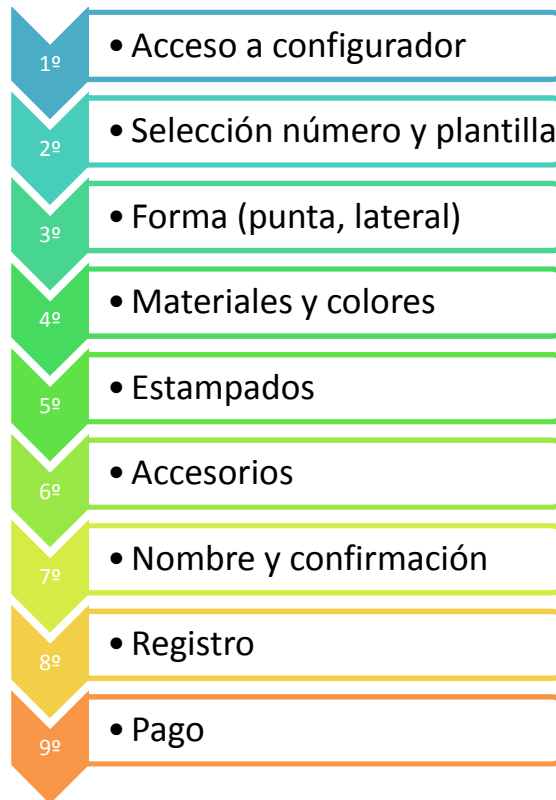 1º
• Acceso a configurador
2º
• Selección número y plantilla
3º
• Forma (punta, lateral)
4º
• Materiales y colores
5º
• Estampados
6º
• Accesorios
7º
• Nombre y confirmación
8º
• Registro
9º
• Pago